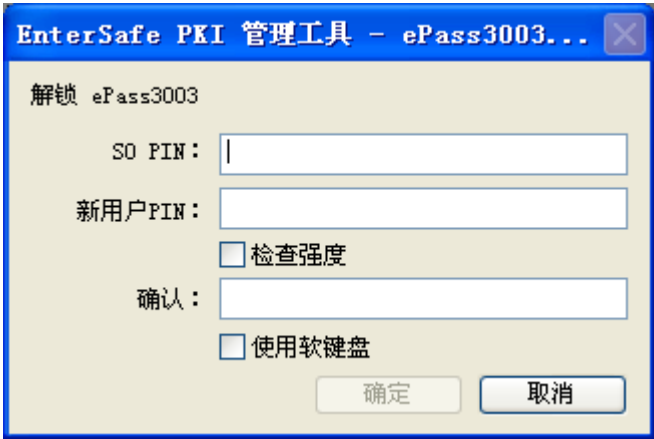 EnterSafe PKI 管理工具 - ePass3003...
解锁 ePass3003
SO PIN：
新用户PIN：
检查强度
确认：
使用软键盘
确定 取消